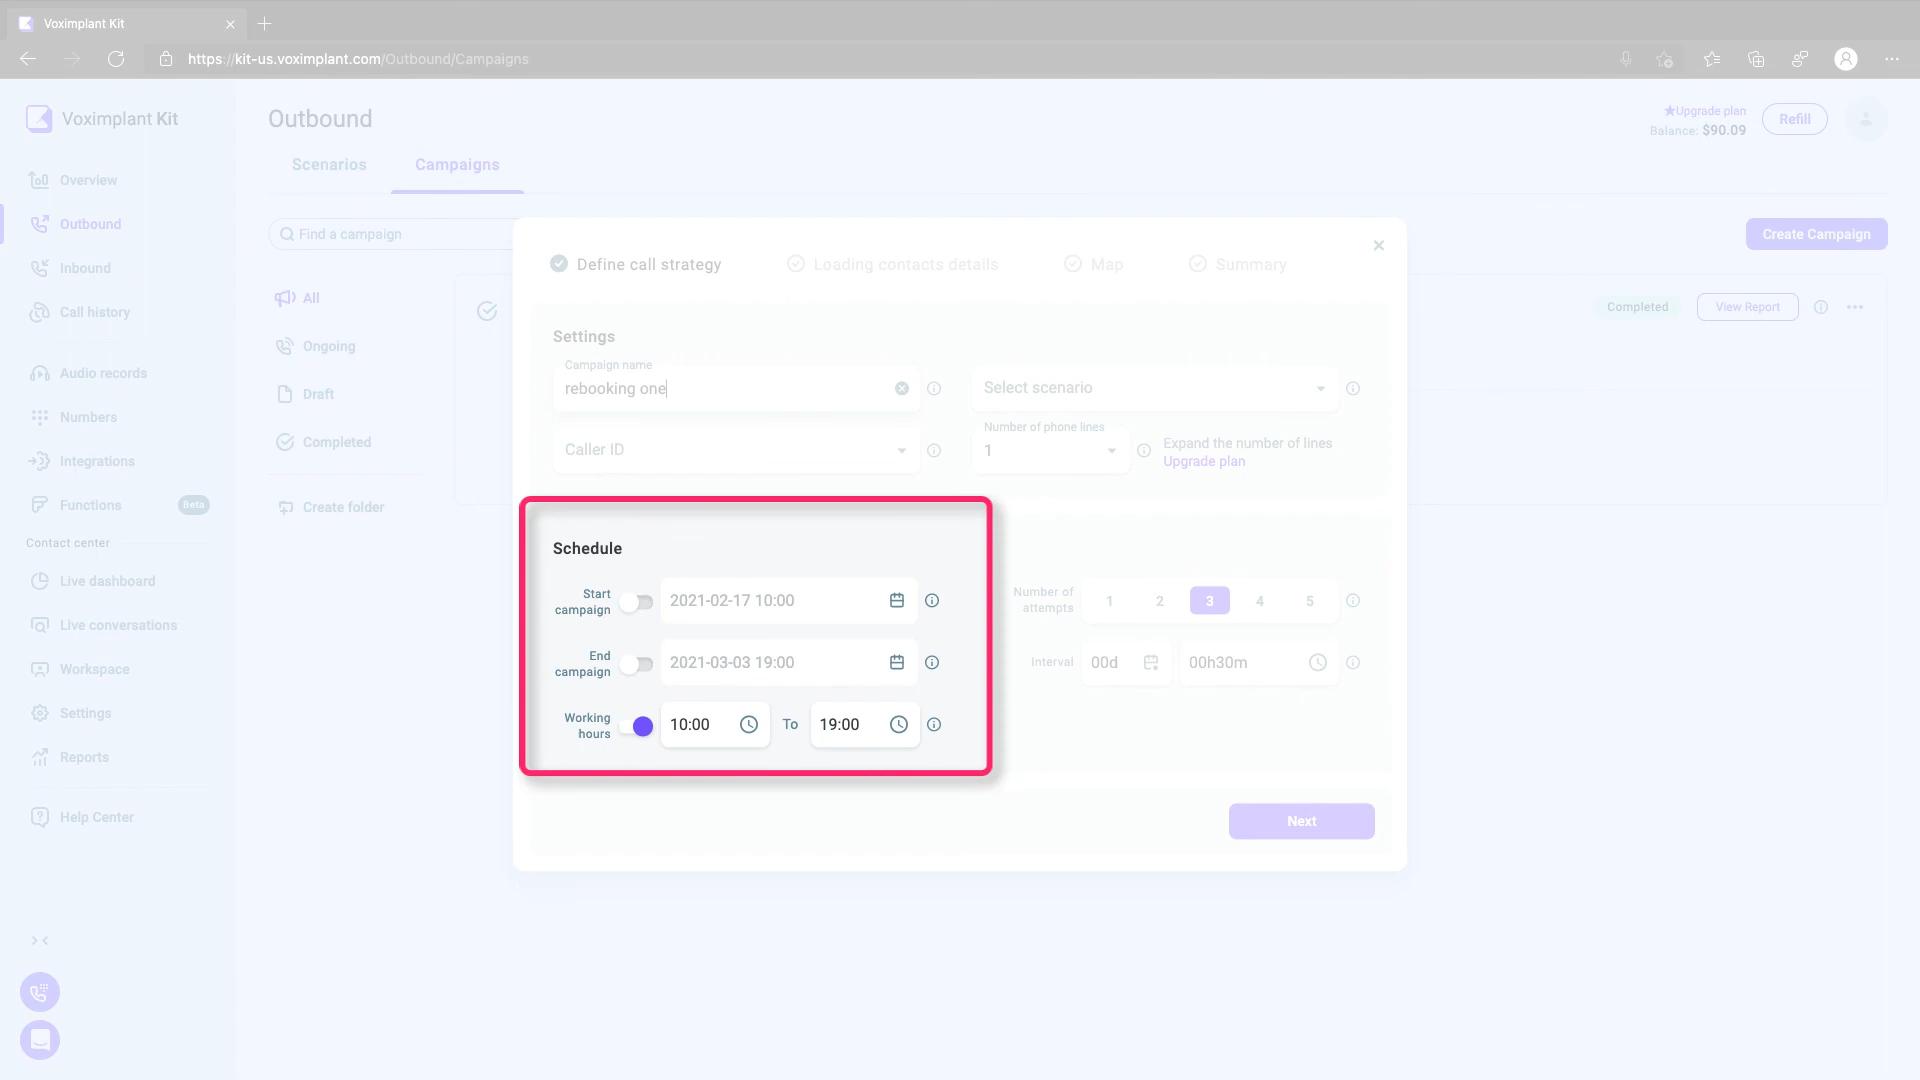 Voximplant Kit
https://kit-us.voximplant.com/Outbound/Campaigns
Voximplant Kit
Outbound
Upgrade plan
Balance: $90.09
Refill
Scenarios
Campaigns
Overview
Outbound
Inbound
Call history
Audio records
Numbers
Integrations
Functions
Beta
Contact center
Live dashboard
Live conversations
Workspace
Settings
Reports
Help Center
Find a campaign
Create Campaign
All
Ongoing
Draft
Completed
Create folder
Completed
View Report
Define call strategy
Loading contacts details
Map
Summary
Settings
Campaign name
rebooking one
Select scenario
Caller ID
Number of phone lines
1
Expand the number of lines
Upgrade plan
Schedule
Start
campaign
2021-02-17 10:00
End
campaign
2021-03-03 19:00
Working
hours
10:00
To
19:00
Number of
attempts
1 2 3 4 5
Interval
00d
00h30m
Next